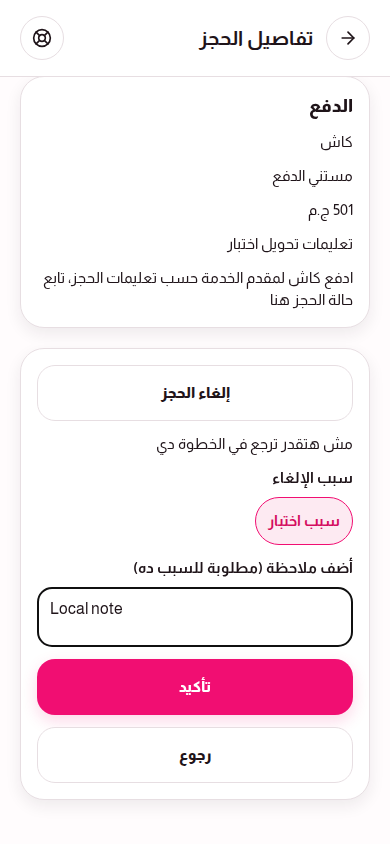 تفاصيل الحجز
الدفع
كاش
مستني الدفع
501 ج.م
تعليمات تحويل اختبار
ادفع كاش لمقدم الخدمة حسب تعليمات الحجز، تابع
حالة الحجز هنا
إلغاء الحجز
مش هتقدر ترجع في الخطوة دي
سبب الإلغاء
سبب اختبار
أضف ملاحظة (مطلوبة للسبب ده)
Local note
تأكيد
رجوع